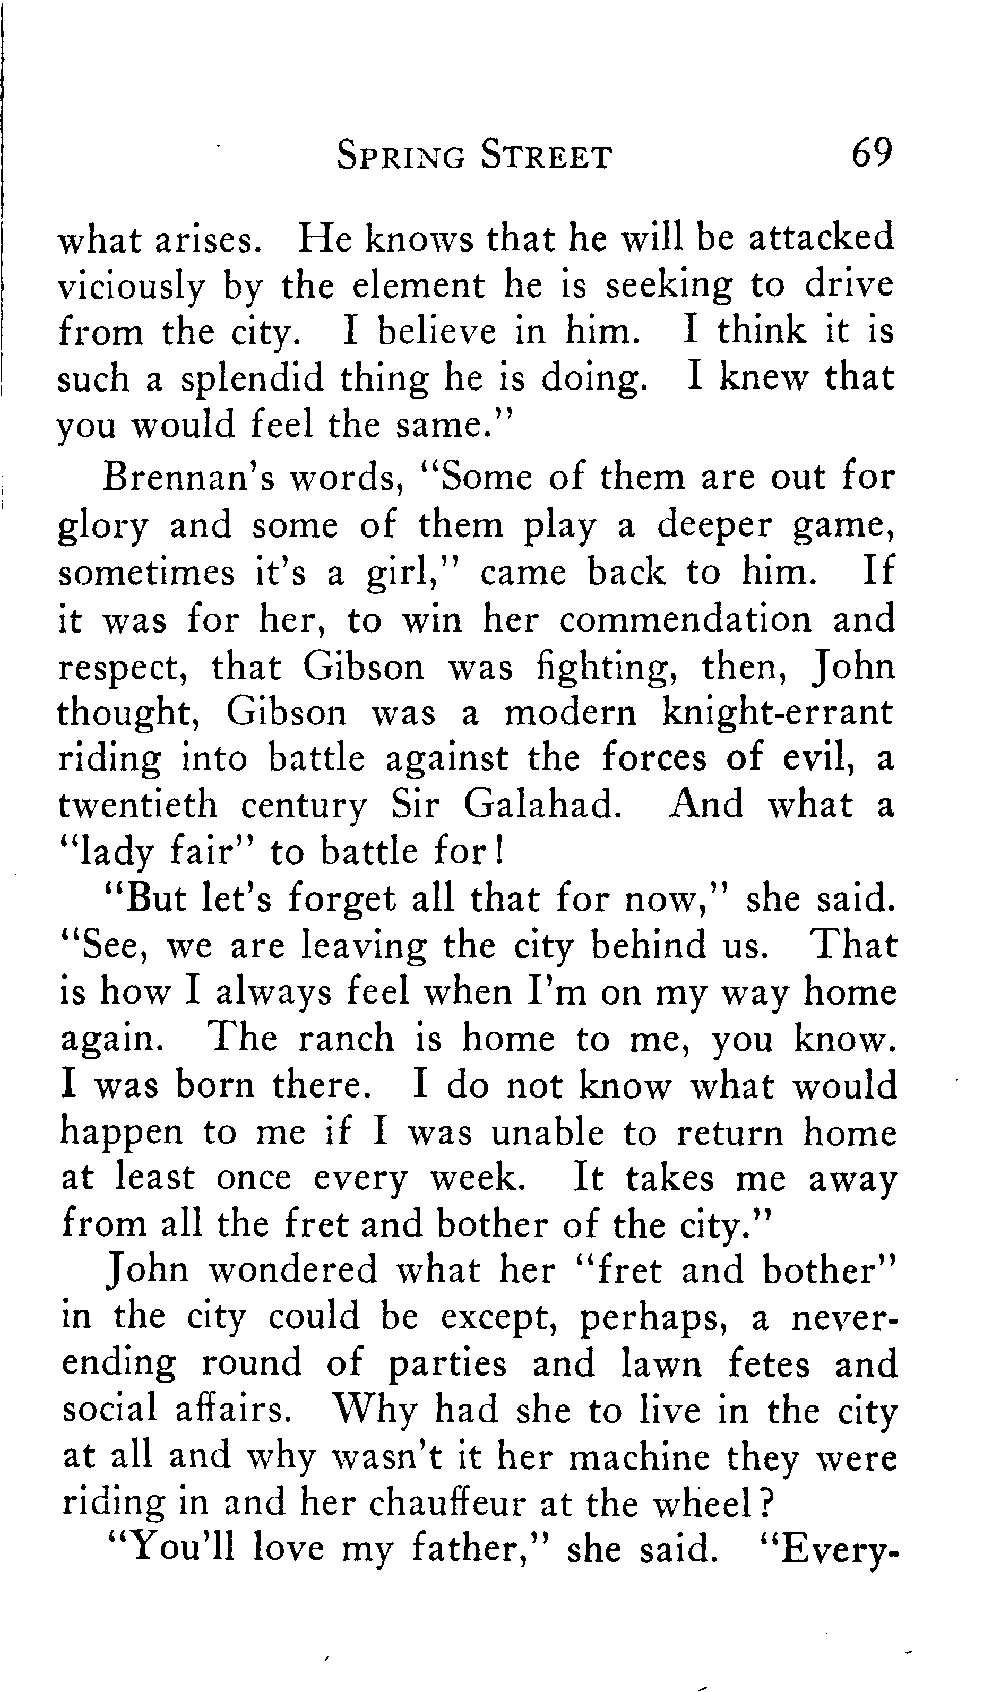 SPRING STREET 69
what arises. He knows that he will be attacked
viciously by the element he is seeking to drive
from the city. I believe in him. I think it is
such a splendid thing he is doing. I knew that
you would feel the same."
Brennan's words, "Some of them are out for
glory and some of them play a deeper game,
sometimes it's a girl," came back to him. If
it was for her, to win her commendation and
respect, that Gibson was fighting, then, John
thought, Gibson was a modern knight-errant
riding into battle against the forces of evil, a
twentieth century Sir Galahad. And what a
"lady fair" to battle for!
"But let's forget all that for now," she said.
"See, we are leaving the city behind us. That
is how I always feel when I'm on my way home
again. The ranch is home to me, you know.
I was born there. I do not know what would
happen to me if I was unable to return home
at least once every week. It takes me away
from all the fret and bother of the city."
John wondered what her "fret and bother"
in the city could be except, perhaps, a never-
ending round of parties and lawn fetes and
social affairs. Why had she to live in the city
at all and why wasn't it her machine they were
riding in and her chauffeur at the wheel?
"You'll love my father," she said. "Every-